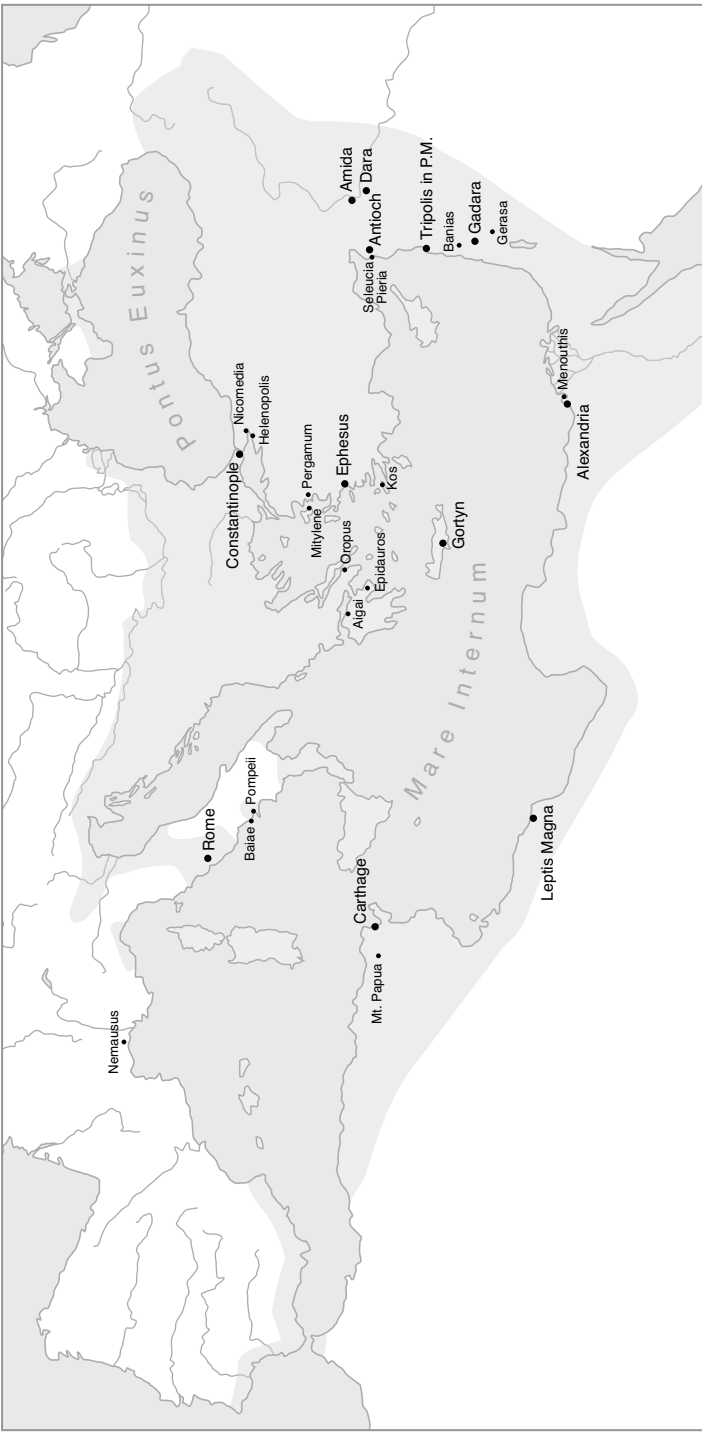 Pontus Euxinus
Amida
Dara
Antioch
Seleucia
Pieria
Tripolis in P.M.
Banias
Gadara
Gerasa
Nicomedia
Helenopolis
Constantinople
Pergamum
Mitylene
Ephesus
Kos
Oropus
Epidauros
Aigai
Gortyn
Menouthis
Alexandria
Mare Internum
Rome
Baiae
Pompeii
Carthage
Mt. Papua
Leptis Magna
Nemausus